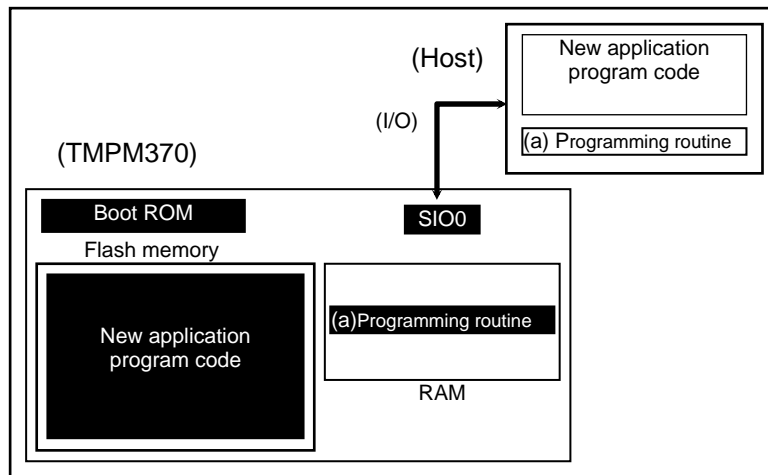 (Host)
New application
program code
(a) Programming routine
(I/O)
(TMPM370)
Boot ROM
SIO0
Flash memory
New application
program code
(a)Programming routine
RAM